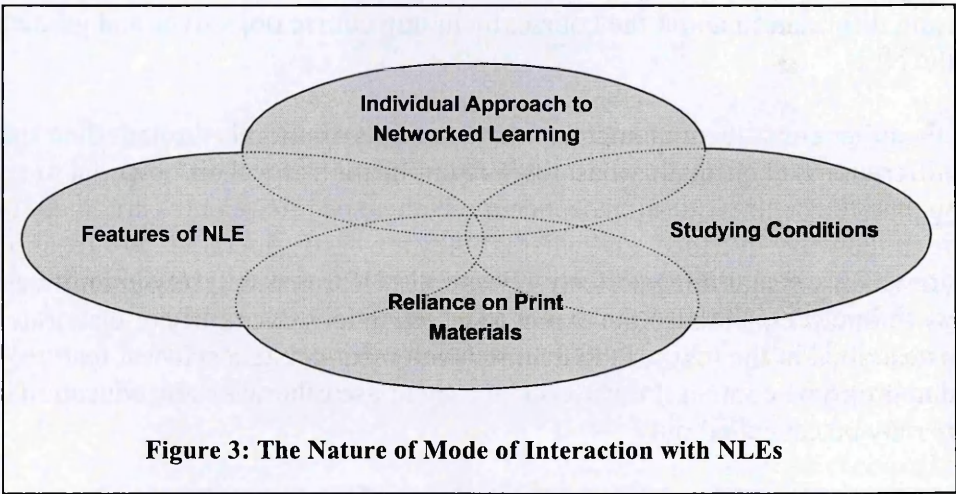 Individual Approach to
Networked Learning
Features of NLE
Studying Conditions
Reliance on Print
Materials
Figure 3: The Nature of Mode of Interaction with NLEs